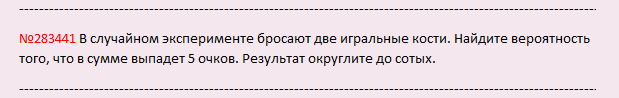 №283441 В случайном эксперименте бросают две игральные кости. Найдите вероятность
того, что в сумме выпадет 5 очков. Результат округлите до сотых.